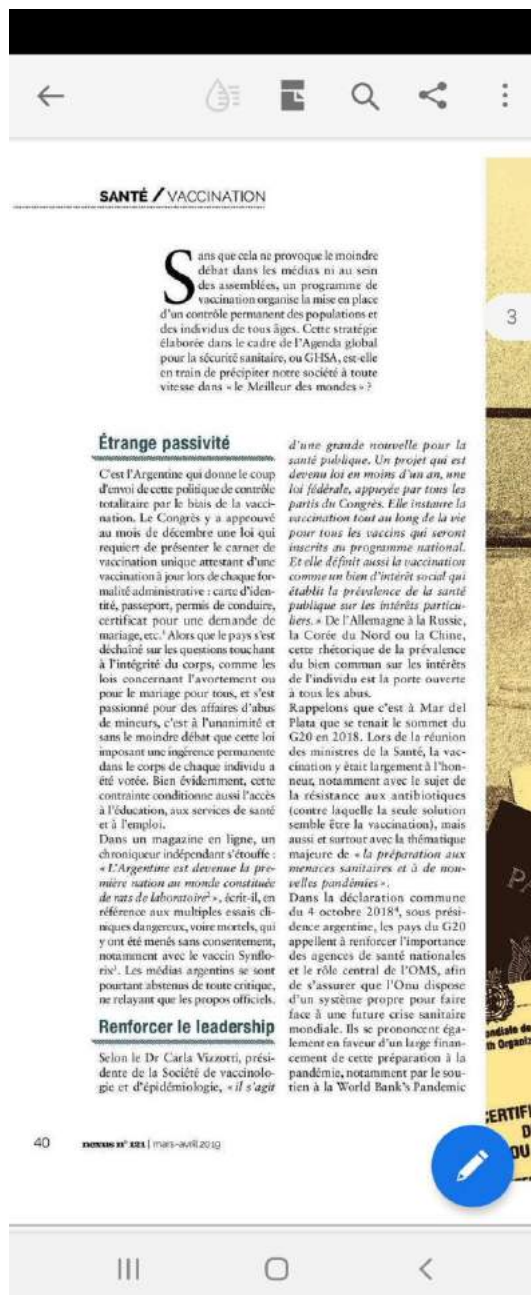 SANTÉ / VACCINATION
Sans que cela ne provoque le moindre
débat dans les médias ni au sein
des assemblées, un programme de
vaccination organise la mise en place
d'un contrôle permanent des populations et
des individus de tous âges. Cette stratégie
élaborée dans le cadre de l'Agenda global
pour la sécurité sanitaire, ou GHSA, est-elle
en train de précipiter notre société à toute
vitesse dans « le Meilleur des mondes » ?
3
Étrange passivité
C'est l'Argentine qui donne le coup
d'envoi de cette politique de contrôle
totalitaire par le biais de la vacci-
nation. Le Congrès y a approuvé
au mois de décembre une loi qui
requiert de présenter le carnet de
vaccination unique attestant d'une
vaccination à jour lors de chaque for-
malité administrative : carte d'iden-
tité, passeport, permis de conduire,
certificat pour une demande de
mariage, etc.¹ Alors que le pays s'est
déchaîné sur les questions touchant
à l'intégrité du corps, comme les
lois concernant l'avortement ou
pour le mariage pour tous, et s'est
passionné pour des affaires d'abus
de mineurs, c'est à l'unanimité et
sans le moindre débat que cette loi
imposant une ingérence permanente
dans le corps de chaque individu a
été votée. Bien évidemment, cette
contrainte conditionne aussi l'accès
à l'éducation, aux services de santé
et à l'emploi.
Dans un magazine en ligne, un
chroniqueur indépendant s'étouffe :
« L'Argentine est devenue la pre-
mière nation au monde constituée
de rats de laboratoire² », écrit-il, en
référence aux multiples essais cli-
niques dangereux, voire mortels, qui
y ont été menés sans consentement,
notamment avec le vaccin Synflo-
rix³. Les médias argentins se sont
pourtant abstenus de toute critique,
ne relayant que les propos officiels.
Renforcer le leadership
Selon le Dr Carla Vizzotti, prési-
dente de la Société de vaccinolo-
gie et d'épidémiologie, « il s'agit
d'une grande nouvelle pour la
santé publique. Un projet qui est
devenu loi en moins d'un an, une
loi fédérale, appuyée par tous les
partis du Congrès. Elle instaure la
vaccination tout au long de la vie
pour tous les vaccins qui seront
inscrits au programme national.
Et elle définit aussi la vaccination
comme un bien d'intérêt social qui
établit la prévalence de la santé
publique sur les intérêts particu-
liers. » De l'Allemagne à la Russie,
la Corée du Nord ou la Chine,
cette rhétorique de la prévalence
du bien commun sur les intérêts
de l'individu est la porte ouverte
à tous les abus.
Rappelons que c'est à Mar del
Plata que se tenait le sommet du
G20 en 2018. Lors de la réunion
des ministres de la Santé, la vac-
cination y était largement à l'hon-
neur, notamment avec le sujet de
la résistance aux antibiotiques
(contre laquelle la seule solution
semble être la vaccination), mais
aussi et surtout avec la thématique
majeure de « la préparation aux
menaces sanitaires et à de nou-
velles pandémies ».
Dans la déclaration commune
du 4 octobre 2018⁴, sous prési-
dence argentine, les pays du G20
appellent à renforcer l'importance
des agences de santé nationales
et le rôle central de l'OMS, afin
de s'assurer que l'Onu dispose
d'un système propre pour faire
face à une future crise sanitaire
mondiale. Ils se prononcent éga-
lement en faveur d'un large finan-
cement de cette préparation à la
pandémie, notamment par le sou-
tien à la World Bank's Pandemic
40 nexus n° 121 | mars-avril 2019
PA
ondiale de
th Organiz
CERTIFI
D
OU